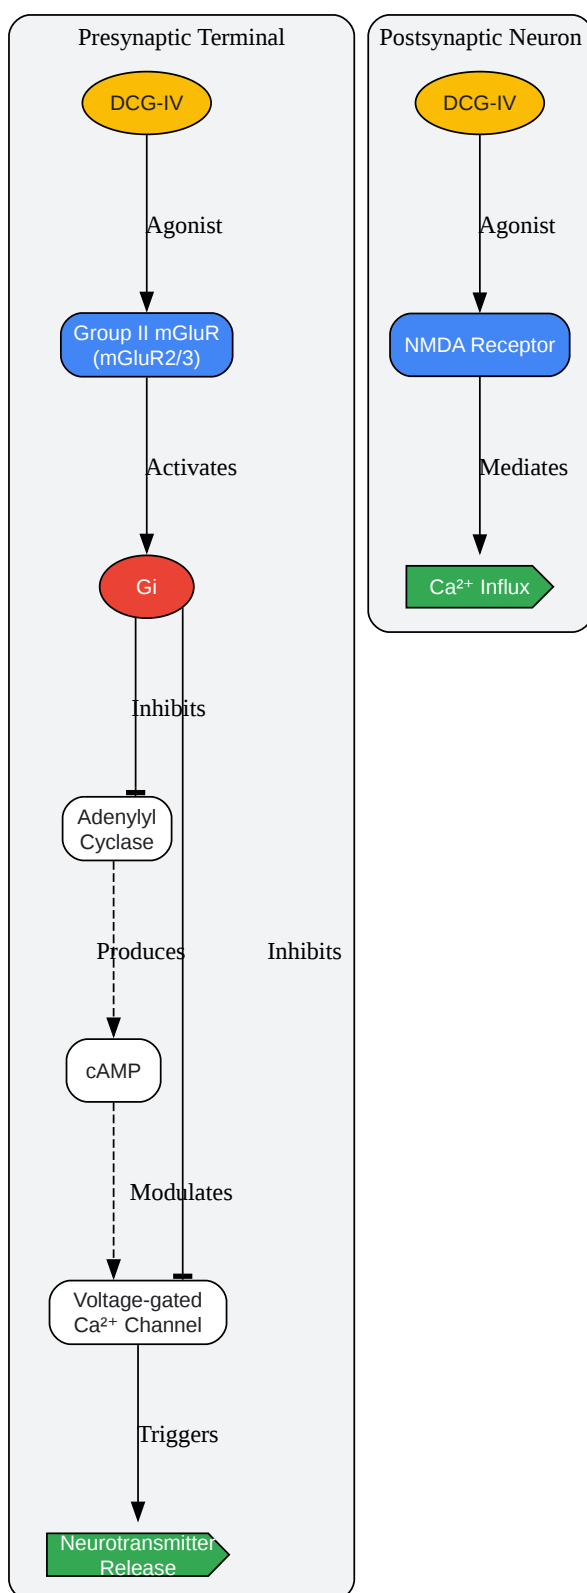 Presynaptic Terminal
DCG-IV
Agonist
Group II mGluR
(mGluR2/3)
Activates
Gi
Inhibits
Adenylyl
Cyclase
Produces
Inhibits
cAMP
Modulates
Voltage-gated
Ca²⁺ Channel
Triggers
Neurotransmitter
Release
Postsynaptic Neuron
DCG-IV
Agonist
NMDA Receptor
Mediates
Ca²⁺ Influx